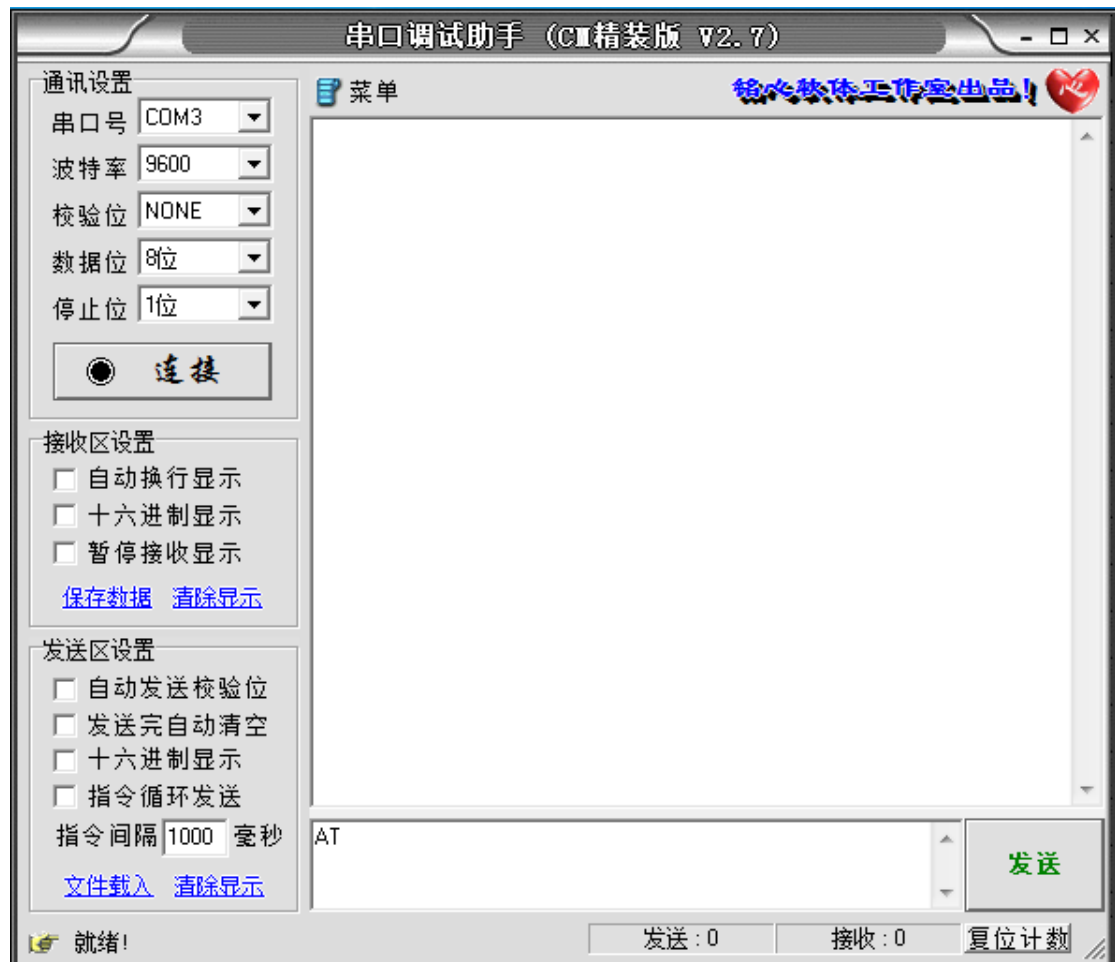 串口调试助手 (CM精装版 V2.7)
通讯设置
串口号 COM3
波特率 9600
校验位 NONE
数据位 8位
停止位 1位
连接
接收区设置
自动换行显示
十六进制显示
暂停接收显示
保存数据 清除显示
发送区设置
自动发送校验位
发送完自动清空
十六进制显示
指令循环发送
指令间隔 1000 毫秒
文件载入 清除显示
菜单
铭心软体工作室出品!
心
AT
发送
就绪!
发送:0
接收:0
复位计数